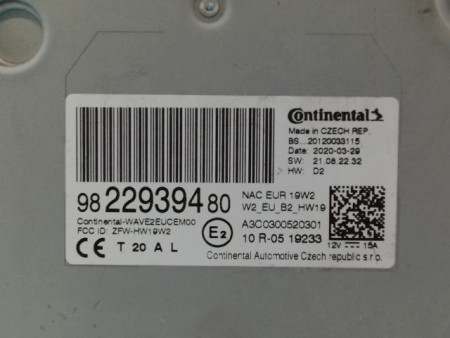 Continental
Made in CZECH REP.
BS...20120033115
Date: 2020-03-29
SW: 21.08.22.32
HW: D2
98 229394 80
NAC EUR 19W2
W2_EU_B2_HW19
Continental-WAVE2EUCEM00
FCC ID: ZFW-HW19W2
A3C0300520301
CE T 20 A L
E2
10 R-05 19233
12V 15A
Continental Automotive Czech republic s.r.o.